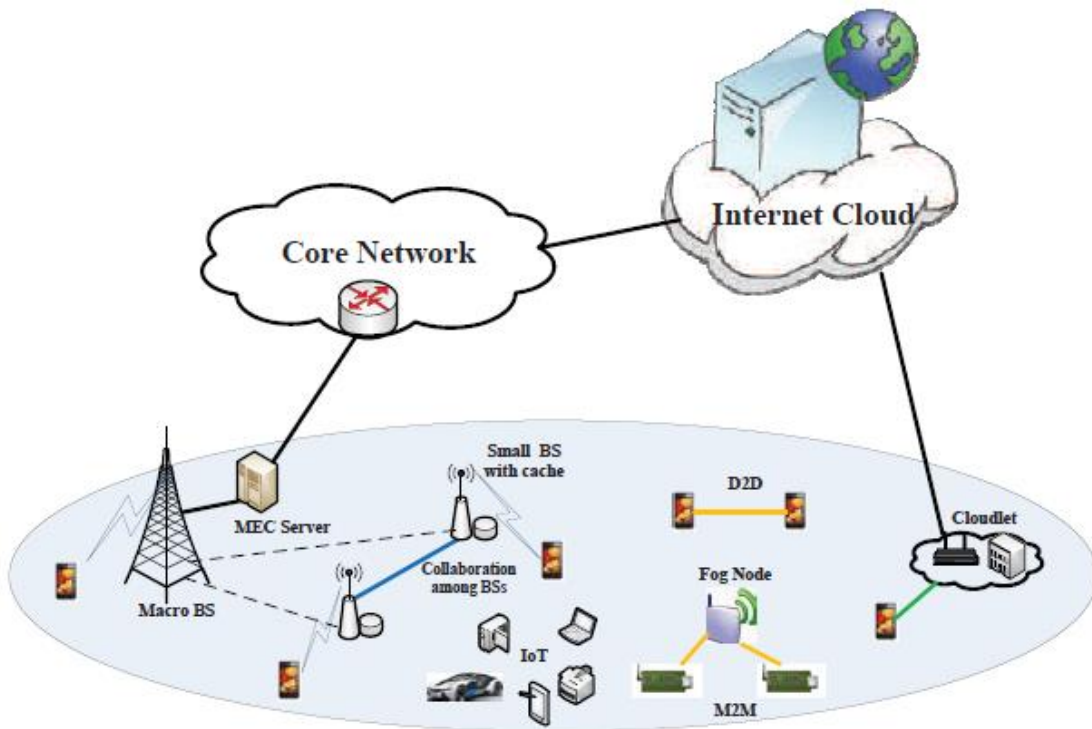 Internet Cloud
Core Network
Small BS
with cache
D2D
MEC Server
Cloudlet
Collaboration
among BSs
Fog Node
Macro BS
IoT
M2M